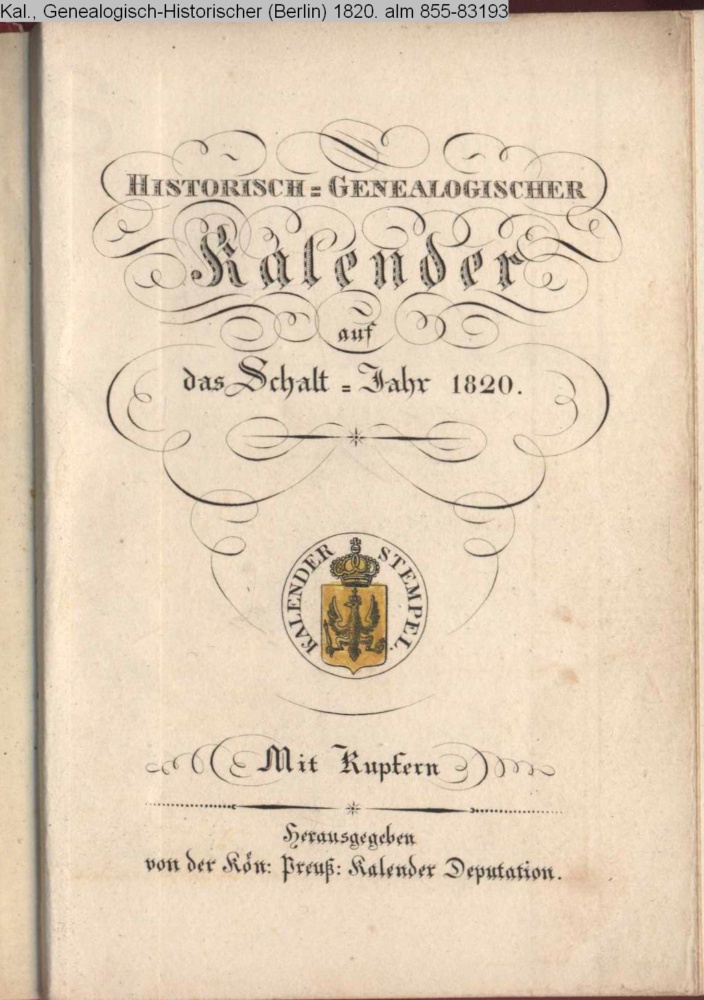 Kal., Genealogisch-Historischer (Berlin) 1820. alm 855-83193
HISTORISCH=GENEALOGISCHER
Kalender
auf
das Schalt=Jahr 1820.
KALENDER STEMPEL.
Mit Kupfern
Herausgegeben
von der Kön: Preuß: Kalender Deputation.